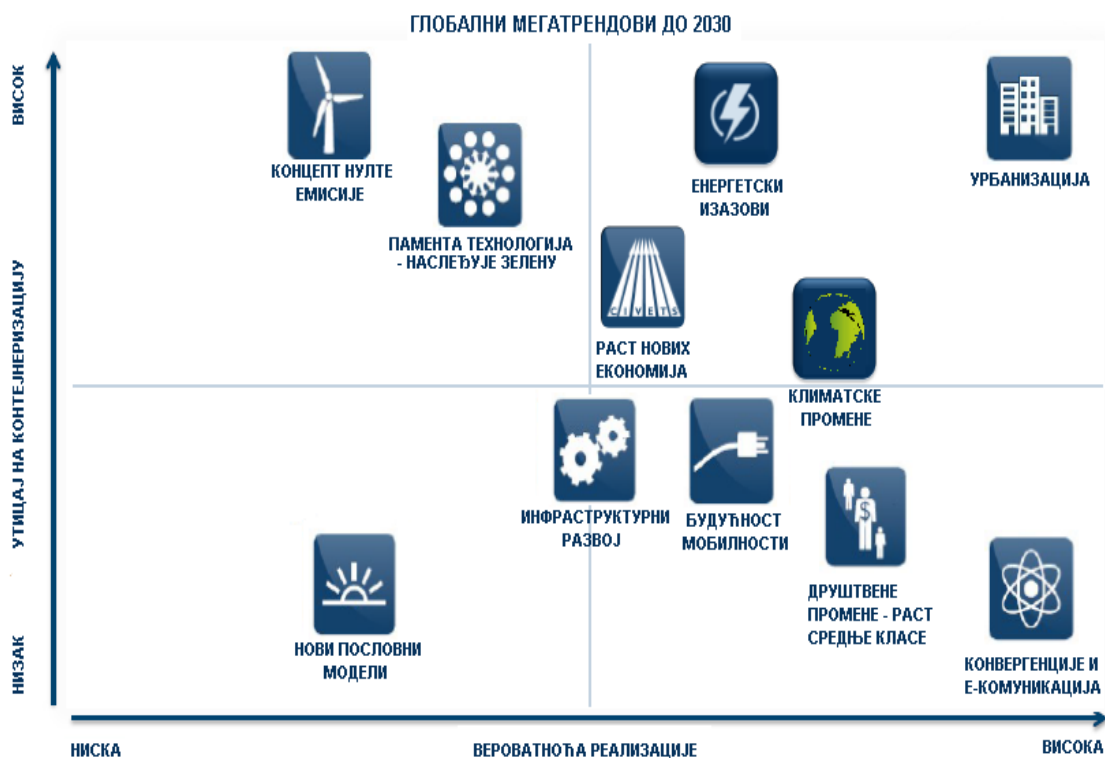 ГЛОБАЛНИ МЕГАТРЕНДОВИ ДО 2030
ВИСОК
УТИЦАЈ НА КОНТЕЈНЕРИЗАЦИЈУ
НИЗАК
КОНЦЕПТ НУЛТЕ
ЕМИСИЈЕ
ПАМЕНТА ТЕХНОЛОГИЈА
- НАСЛЕЂУЈЕ ЗЕЛЕНУ
ЕНЕРГЕТСКИ
ИЗАЗОВИ
УРБАНИЗАЦИЈА
CIVETS
РАСТ НОВИХ
ЕКОНОМИЈА
КЛИМАТСКЕ
ПРОМЕНЕ
ИНФРАСТРУКТУРНИ
РАЗВОЈ
БУДУЋНОСТ
МОБИЛНОСТИ
$
ДРУШТВЕНЕ
ПРОМЕНЕ - РАСТ
СРЕДЊЕ КЛАСЕ
НОВИ ПОСЛОВНИ
МОДЕЛИ
КОНВЕРГЕНЦИЈЕ И
Е-КОМУНИКАЦИЈА
НИСКА
ВЕРОВАТНОЋА РЕАЛИЗАЦИЈЕ
ВИСОКА